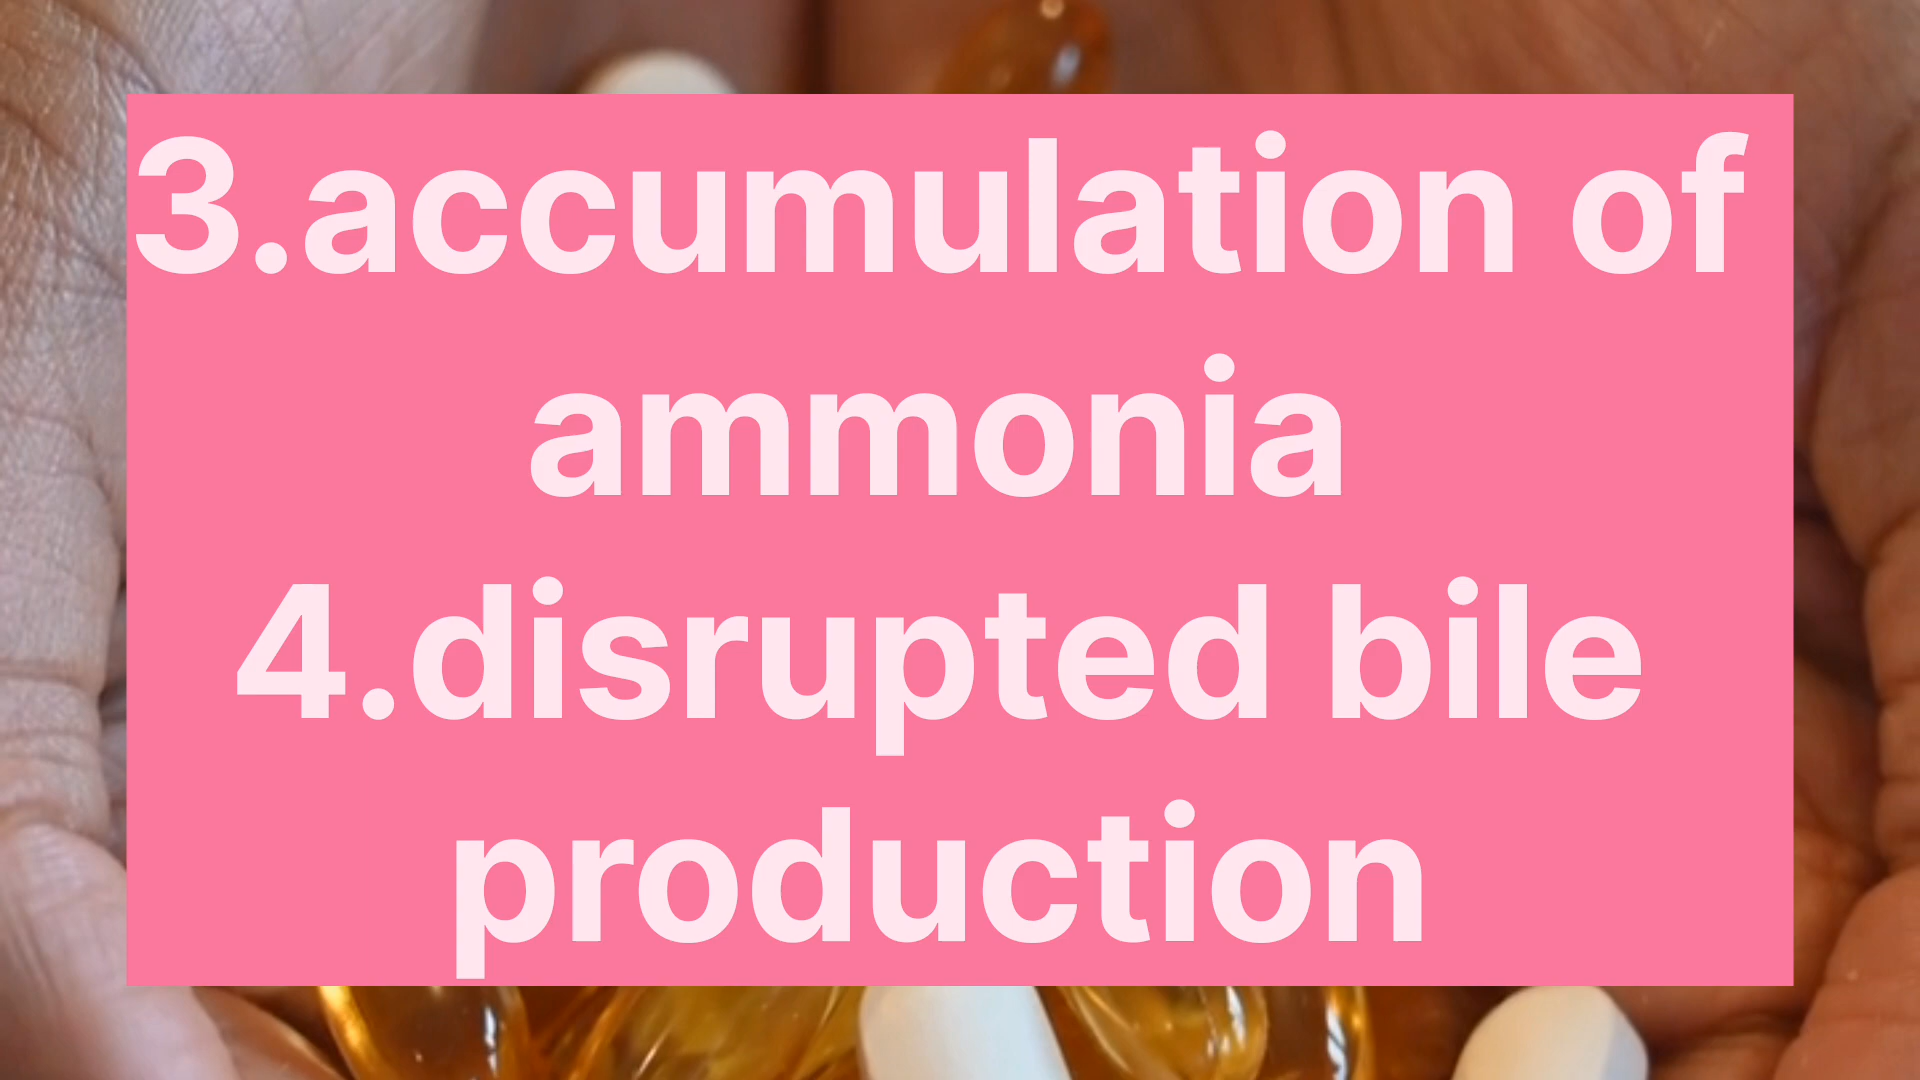 3.accumulation of
ammonia
4.disrupted bile
production